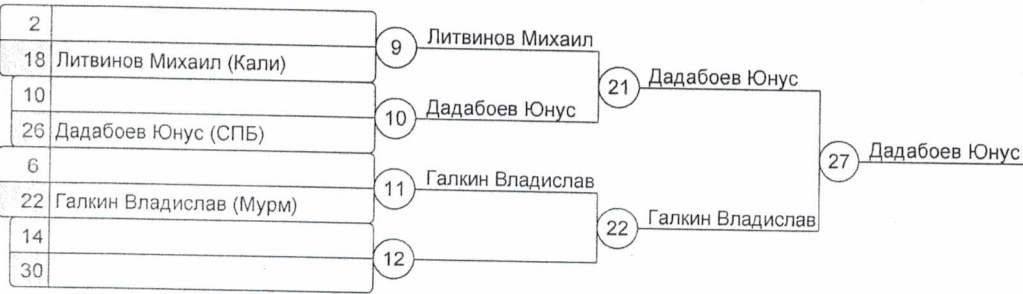 2
18 Литвинов Михаил (Кали)
10
26 Дадабоев Юнус (СПБ)
6
22 Галкин Владислав (Мурм)
14
30
9
Литвинов Михаил
10
Дадабоев Юнус
11
Галкин Владислав
12
21
Дадабоев Юнус
22
Галкин Владислав
27
Дадабоев Юнус